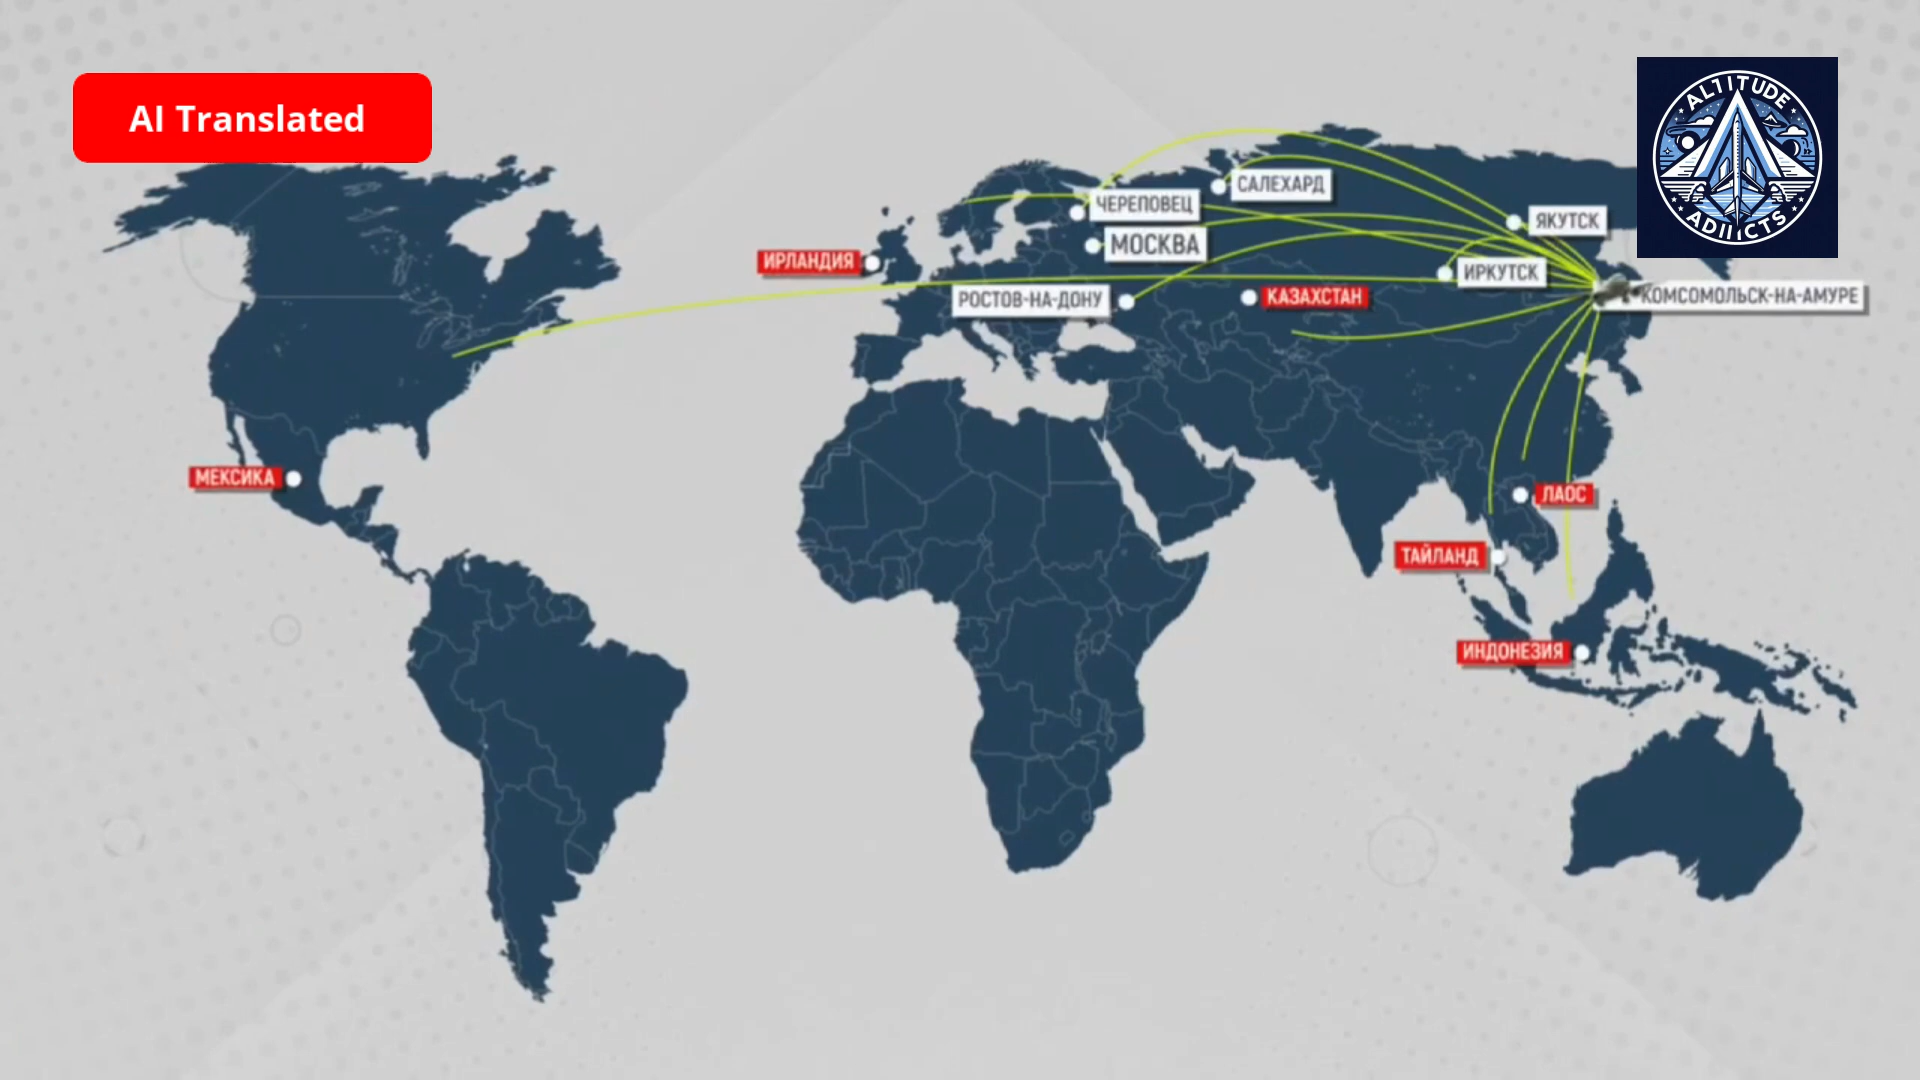 AI Translated
ALTITUDE
ADIIICTS
САЛЕХАРД
ЧЕРЕПОВЕЦ
ЯКУТСК
МОСКВА
ИРЛАНДИЯ
ИРКУТСК
РОСТОВ-НА-ДОНУ
КАЗАХСТАН
КОМСОМОЛЬСК-НА-АМУРЕ
МЕКСИКА
ЛАОС
ТАЙЛАНД
ИНДОНЕЗИЯ